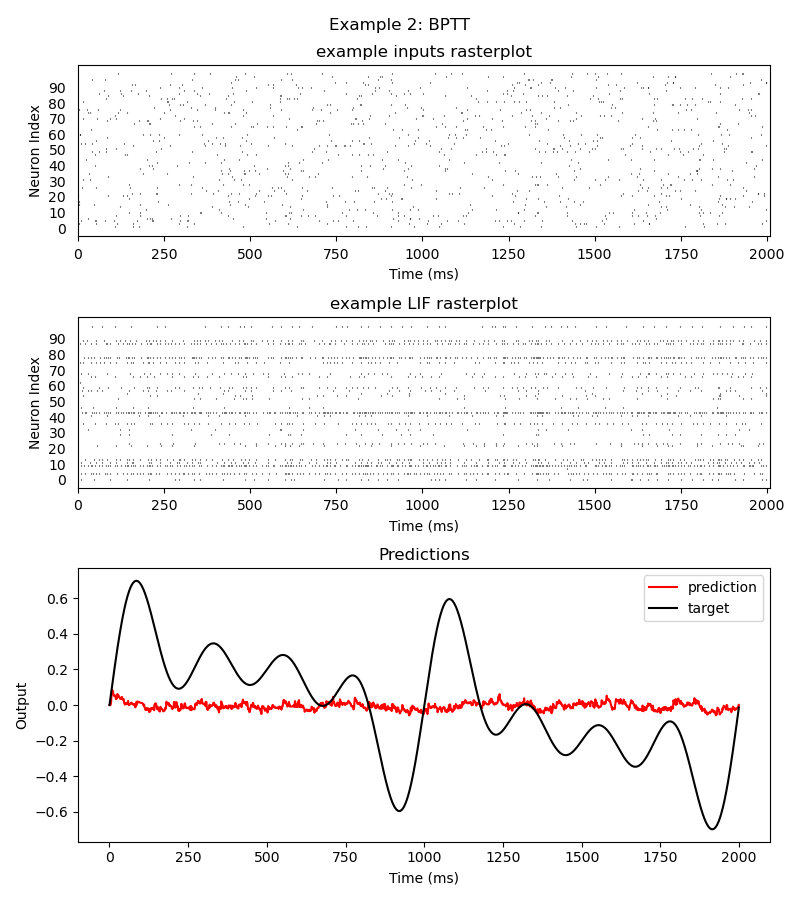 Example 2: BPTT
example inputs rasterplot
90
80
70
60
50
40
30
20
10
0
Neuron Index
0 250 500 750 1000 1250 1500 1750 2000
Time (ms)
example LIF rasterplot
90
80
70
60
50
40
30
20
10
0
Neuron Index
0 250 500 750 1000 1250 1500 1750 2000
Time (ms)
Predictions
prediction
target
0.6
0.4
0.2
0.0
−0.2
−0.4
−0.6
Output
0 250 500 750 1000 1250 1500 1750 2000
Time (ms)